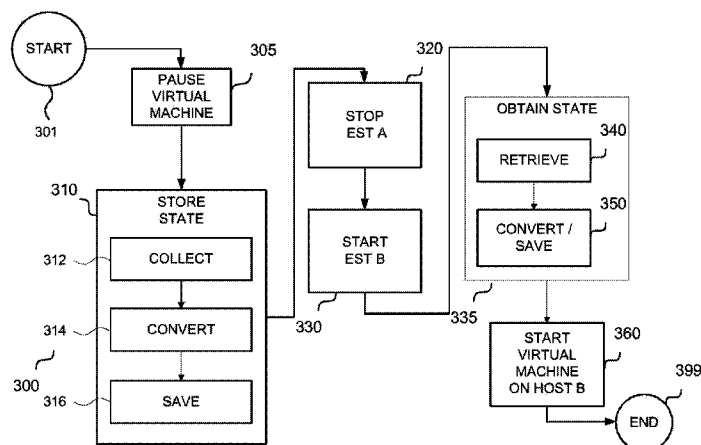 START
301
PAUSE
VIRTUAL
MACHINE
305
310
STORE
STATE
312
COLLECT
314
CONVERT
300
316
SAVE
320
STOP
EST A
START
EST B
330
OBTAIN STATE
340
RETRIEVE
350
CONVERT /
SAVE
335
360
START
VIRTUAL
MACHINE
ON HOST B
399
END